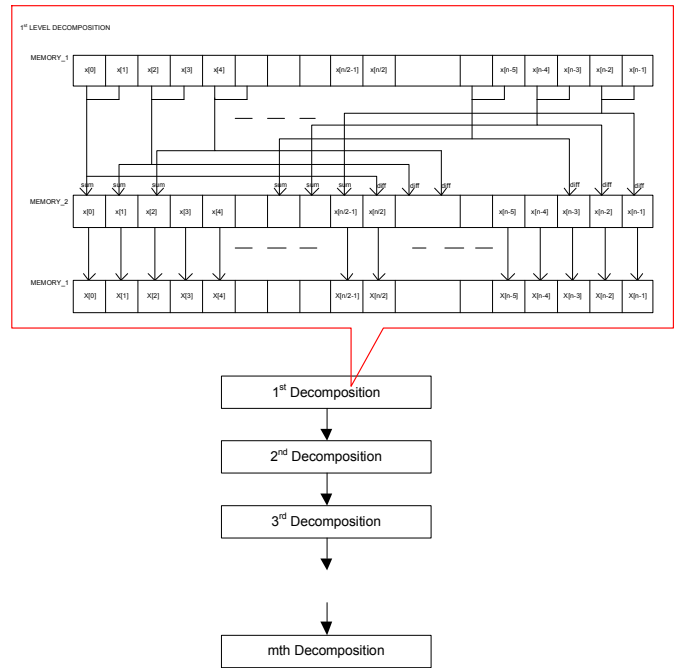 1st LEVEL DECOMPOSITION
MEMORY_1 x[0] x[1] x[2] x[3] x[4] x[n/2-1] x[n/2] x[n-5] x[n-4] x[n-3] x[n-2] x[n-1]
sum sum sum sum sum sum diff diff diff diff diff diff
MEMORY_2 x[0] x[1] x[2] x[3] x[4] x[n/2-1] x[n/2] x[n-5] x[n-4] x[n-3] x[n-2] x[n-1]
MEMORY_1 X[0] X[1] X[2] X[3] X[4] X[n/2-1] X[n/2] X[n-5] X[n-4] X[n-3] X[n-2] X[n-1]
1st Decomposition
2nd Decomposition
3rd Decomposition
mth Decomposition